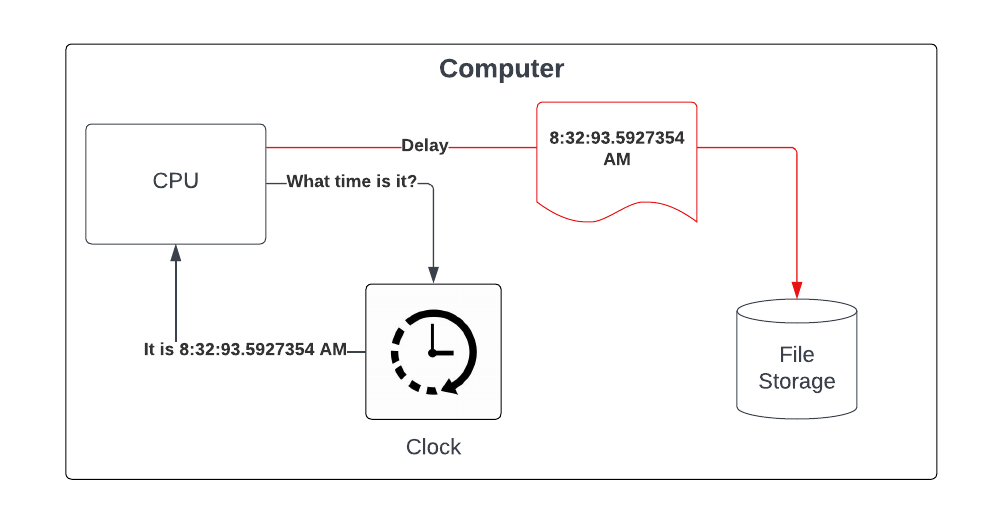 Computer
Delay
8:32:93.5927354
AM
CPU
What time is it?
It is 8:32:93.5927354 AM
File
Storage
Clock